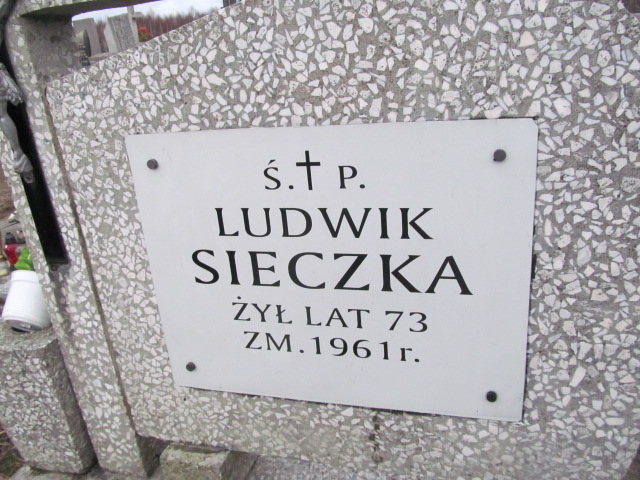 Ś.✝P.
LUDWIK
SIECZKA
ŻYŁ LAT 73
ZM.1961r.